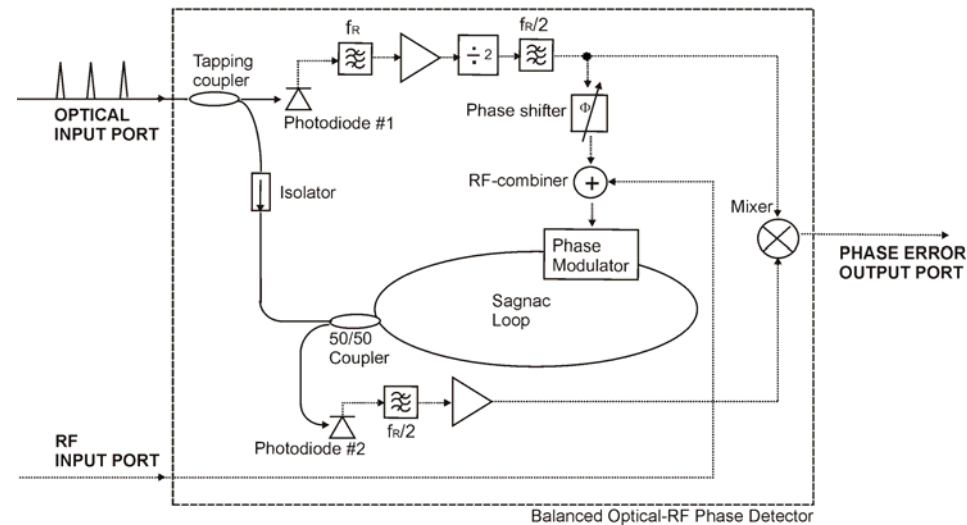 fR
fR/2
Tapping
coupler
÷ 2
OPTICAL
INPUT PORT
Photodiode #1
Phase shifter
Φ
Isolator
RF-combiner
+
Mixer
Phase
Modulator
PHASE ERROR
OUTPUT PORT
Sagnac
Loop
50/50
Coupler
fR/2
Photodiode #2
RF
INPUT PORT
Balanced Optical-RF Phase Detector